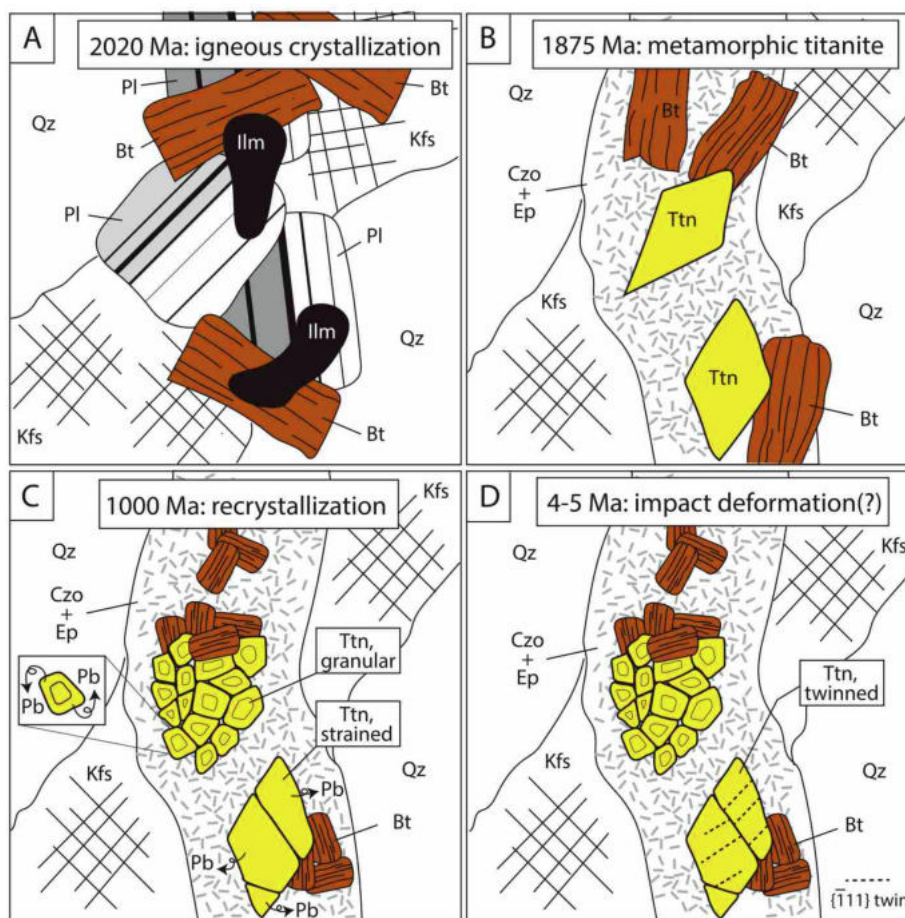 A
2020 Ma: igneous crystallization
Pl
Bt
Qz
Bt
Ilm
Kfs
Pl
Pl
Ilm
Qz
Kfs
Bt
B
1875 Ma: metamorphic titanite
Qz
Bt
Bt
Czo
+
Ep
Kfs
Ttn
Kfs
Qz
Ttn
Bt
C
1000 Ma: recrystallization
Kfs
Qz
Czo
+
Ep
Ttn,
granular
Pb
Pb
Ttn,
strained
Kfs
Pb
Qz
Bt
Pb
Pb
D
4-5 Ma: impact deformation(?)
Qz
Kfs
Czo
+
Ep
Ttn,
twinned
Kfs
Qz
Bt
{1̅11} twin